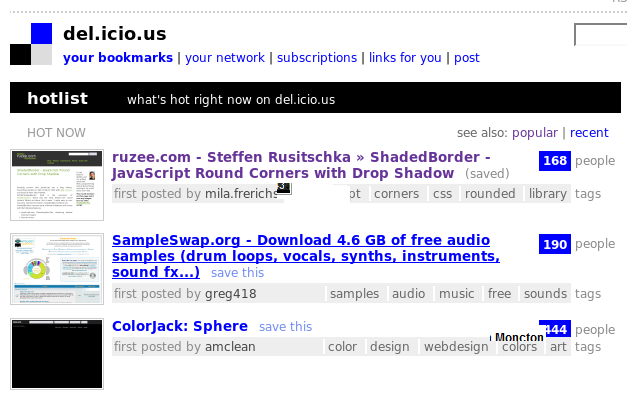 del.icio.us
your bookmarks | your network | subscriptions | links for you | post
hotlist what's hot right now on del.icio.us
HOT NOW see also: popular | recent
ruzee.com - Steffen Rusitschka » ShadedBorder - 168 people
JavaScript Round Corners with Drop Shadow (saved)
first posted by mila.frerichs pt corners css rounded library tags
SampleSwap.org - Download 4.6 GB of free audio 190 people
samples (drum loops, vocals, synths, instruments,
sound fx...) save this
first posted by greg418 samples audio music free sounds tags
ColorJack: Sphere save this 444 people
Moncton
first posted by amclean color design webdesign colors art tags